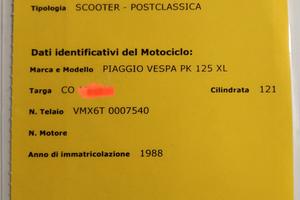 Tipologia SCOOTER - POSTCLASSICA
Dati identificativi del Motociclo:
Marca e Modello PIAGGIO VESPA PK 125 XL
Targa CO Cilindrata 121
N. Telaio VMX6T 0007540
N. Motore
Anno di immatricolazione 1988